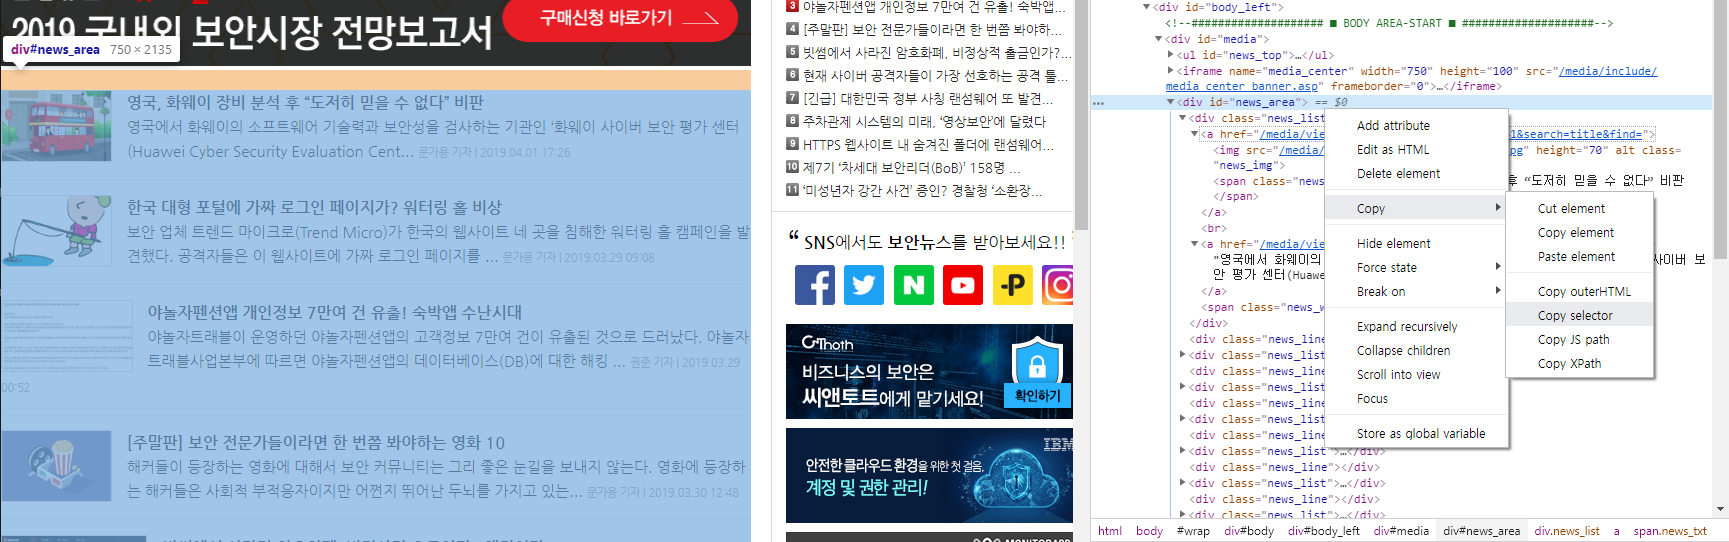 2019 국내외 보안시장 전망보고서
구매신청 바로가기
div#news_area 750 × 2135
영국, 화웨이 장비 분석 후 “도저히 믿을 수 없다” 비판
영국에서 화웨이의 소프트웨어 기술력과 보안성을 검사하는 기관인 ‘화웨이 사이버 보안 평가 센터
(Huawei Cyber Security Evaluation Cent... 문가용 기자 | 2019.04.01 17:26
한국 대형 포털에 가짜 로그인 페이지가? 워터링 홀 비상
보안 업체 트렌드 마이크로(Trend Micro)가 한국의 웹사이트 네 곳을 침해한 워터링 홀 캠페인을 발
견했다. 공격자들은 이 웹사이트에 가짜 로그인 페이지를 ... 문가용 기자 | 2019.03.29 09:08
야놀자펜션앱 개인정보 7만여 건 유출! 숙박앱 수난시대
야놀자트래블이 운영하던 야놀자펜션앱의 고객정보 7만여 건이 유출된 것으로 드러났다. 야놀자
트래블사업본부에 따르면 야놀자펜션앱의 데이터베이스(DB)에 대한 해킹 ... 권준 기자 | 2019.03.29
00:52
[주말판] 보안 전문가들이라면 한 번쯤 봐야하는 영화 10
해커들이 등장하는 영화에 대해서 보안 커뮤니티는 그리 좋은 눈길을 보내지 않는다. 영화에 등장하
는 해커들은 사회적 부적응자이지만 어쩐지 뛰어난 두뇌를 가지고 있는... 문가용 기자 | 2019.03.30 12:48
3 야놀자펜션앱 개인정보 7만여 건 유출! 숙박앱...
4 [주말판] 보안 전문가들이라면 한 번쯤 봐야하...
5 빗썸에서 사라진 암호화폐, 비정상적 출금인가?...
6 현재 사이버 공격자들이 가장 선호하는 공격 툴...
7 [긴급] 대한민국 정부 사칭 랜섬웨어 또 발견...
8 주차관제 시스템의 미래, ‘영상보안’에 달렸다
9 HTTPS 웹사이트 내 숨겨진 폴더에 랜섬웨어...
10 제7기 ‘차세대 보안리더(BoB)’ 158명 ...
11 ‘미성년자 강간 사건’ 증인? 경찰청 ‘소환장...
“ SNS에서도 보안뉴스를 받아보세요!! ”
Thoth
비즈니스의 보안은
씨앤토트에게 맡기세요!
확인하기
IBM
안전한 클라우드 환경을 위한 첫 걸음,
계정 및 권한 관리!
MONITORAPP
<div id="body_left">
<!--#################### ■ BODY AREA-START ■ ####################-->
<div id="media">
<ul id="news_top">…</ul>
<iframe name="media_center" width="750" height="100" src="/media/include/
media_center_banner.asp" frameborder="0">…</iframe>
<div id="news_area"> == $0
<div class="news_list
<a href="/media/vie 1&search=title&find=">
<img src="/media/ pg" height="70" alt class=
"news_img">
<span class="news 후 “도저히 믿을 수 없다” 비판
</span>
</a>
<br>
<a href="/media/vie
"영국에서 화웨이의 사이버 보
안 평가 센터(Huaw
</a>
<span class="news_w
</div>
<div class="news_line
<div class="news_list
<div class="news_line
<div class="news_list
<div class="news_line
<div class="news_list
<div class="news_line
<div class="news_list">…</div>
<div class="news_line"></div>
<div class="news_list">…</div>
<div class="news_line"></div>
<div class="news_list">…</div>
Add attribute
Edit as HTML
Delete element
Copy
Hide element
Force state
Break on
Expand recursively
Collapse children
Scroll into view
Focus
Store as global variable
Cut element
Copy element
Paste element
Copy outerHTML
Copy selector
Copy JS path
Copy XPath
html body #wrap div#body div#body_left div#media div#news_area div.news_list a span.news_txt